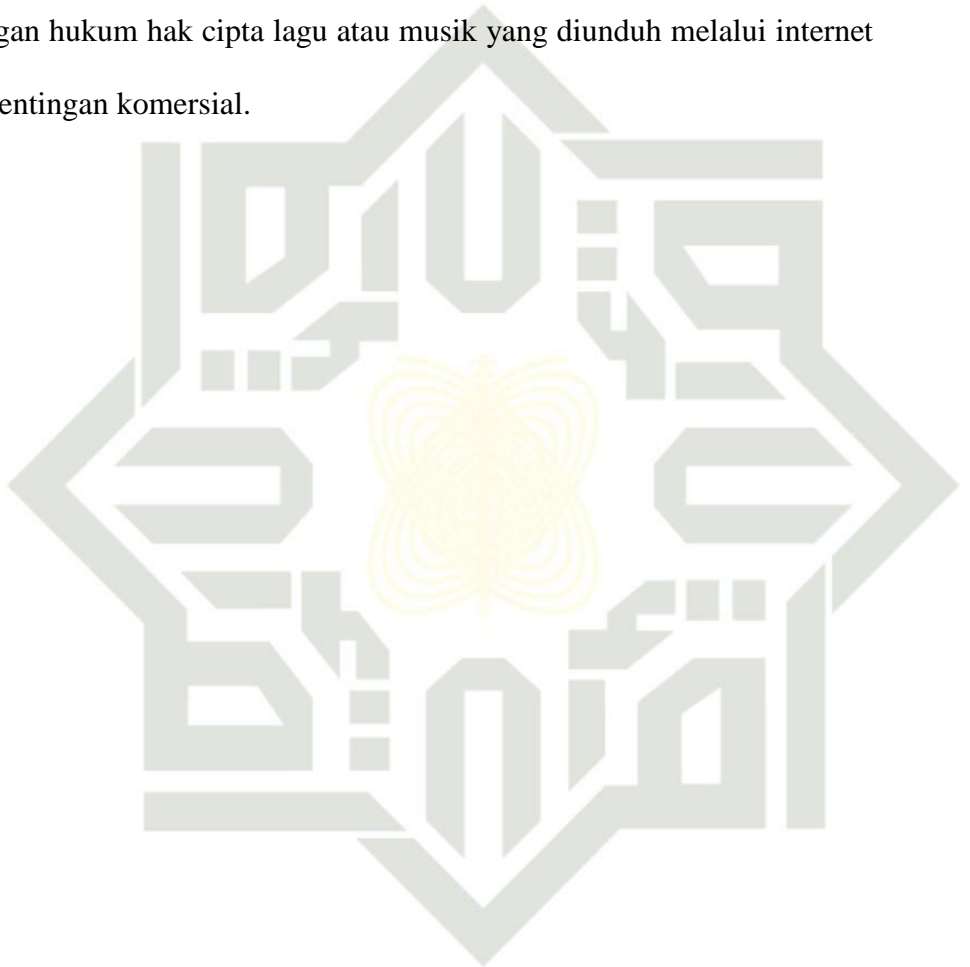 gan hukum hak cipta lagu atau musik yang diunduh melalui internet
entingan komersial.